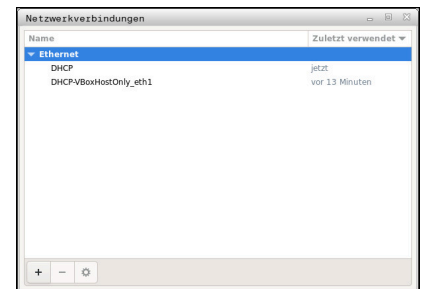 Netzwerkverbindungen
Name Zuletzt verwendet
Ethernet
DHCP jetzt
DHCP-VBoxHostOnly_eth1 vor 13 Minuten